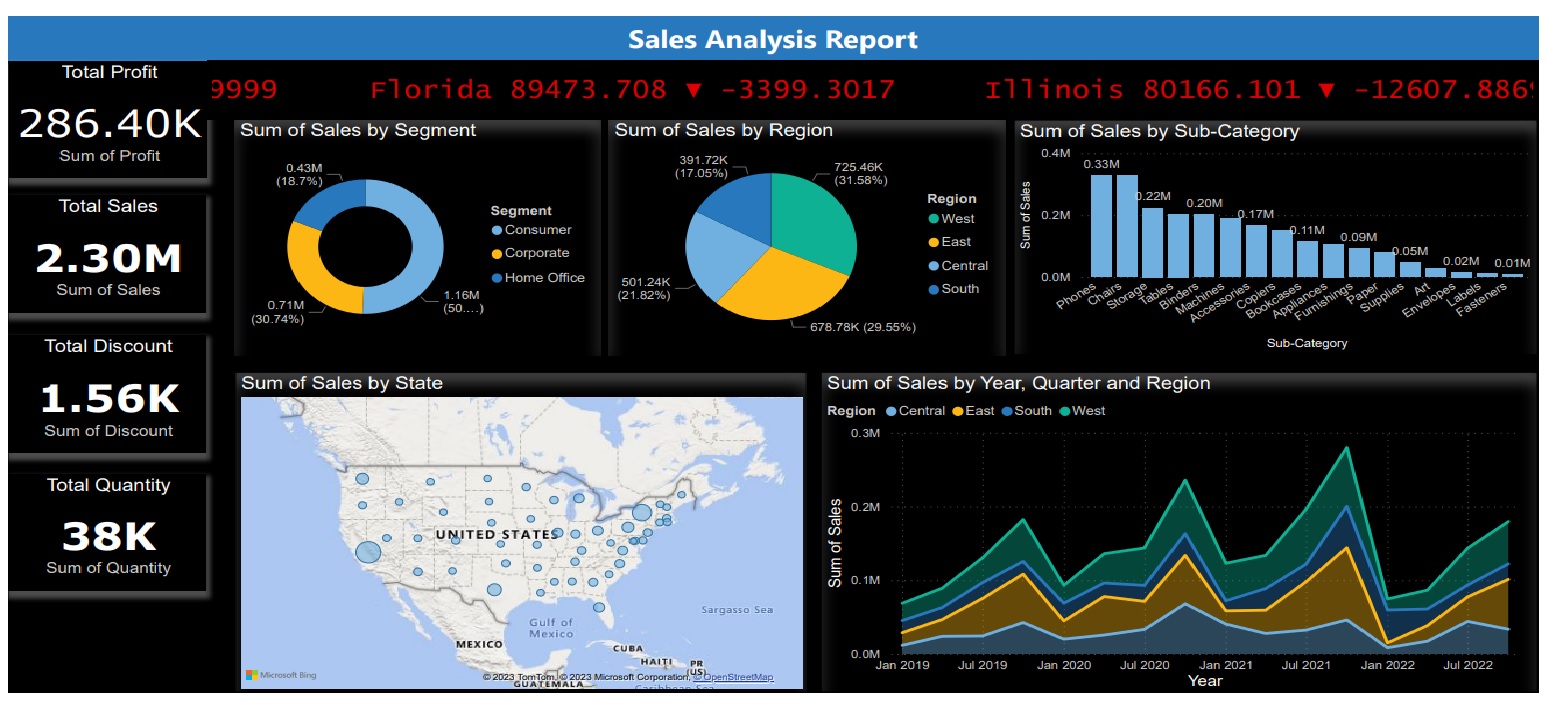 Sales Analysis Report
Total Profit
286.40K
Sum of Profit
Total Sales
2.30M
Sum of Sales
Total Discount
1.56K
Sum of Discount
Total Quantity
38K
Sum of Quantity
9999 Florida 89473.708 ▼ -3399.3017 Illinois 80166.101 ▼ -12607.886
Sum of Sales by Segment
0.43M
(18.7%)
0.71M
(30.74%)
1.16M
(50....)
Segment
Consumer
Corporate
Home Office
Sum of Sales by Region
391.72K
(17.05%)
725.46K
(31.58%)
501.24K
(21.82%)
678.78K (29.55%)
Region
West
East
Central
South
Sum of Sales by Sub-Category
Sum of Sales
0.4M
0.2M
0.0M
0.33M
0.22M
0.20M
0.17M
0.11M
0.09M
0.05M
0.02M
0.01M
Phones
Chairs
Storage
Tables
Binders
Machines
Accessories
Copiers
Bookcases
Appliances
Furnishings
Paper
Supplies
Art
Envelopes
Labels
Fasteners
Sub-Category
Sum of Sales by State
UNITED STATES
Sargasso Sea
Gulf of
Mexico
MEXICO
CUBA
HAITI
PR
(US)
GUATEMALA
Caribbean Sea
Microsoft Bing
© 2023 TomTom, © 2023 Microsoft Corporation, © OpenStreetMap
Sum of Sales by Year, Quarter and Region
Region Central East South West
Sum of Sales
0.3M
0.2M
0.1M
0.0M
Jan 2019 Jul 2019 Jan 2020 Jul 2020 Jan 2021 Jul 2021 Jan 2022 Jul 2022
Year